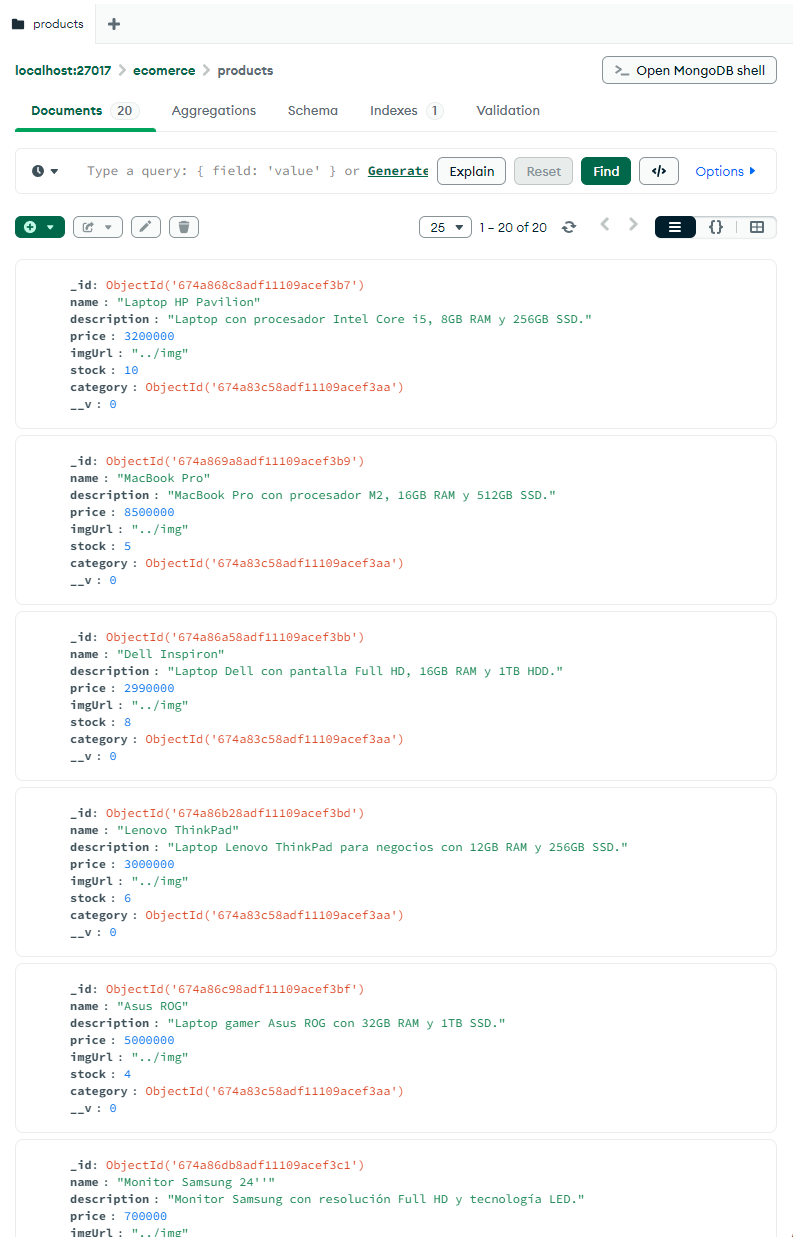 products
localhost:27017 > ecomerce > products
>_ Open MongoDB shell
Documents 20 Aggregations Schema Indexes 1 Validation
Type a query: { field: 'value' } or Generate Explain Reset Find </> Options
25 1 – 20 of 20 {}
_id: ObjectId('674a868c8adf11109acef3b7')
name : "Laptop HP Pavilion"
description : "Laptop con procesador Intel Core i5, 8GB RAM y 256GB SSD."
price : 3200000
imgUrl : "../img"
stock : 10
category : ObjectId('674a83c58adf11109acef3aa')
__v : 0
_id: ObjectId('674a869a8adf11109acef3b9')
name : "MacBook Pro"
description : "MacBook Pro con procesador M2, 16GB RAM y 512GB SSD."
price : 8500000
imgUrl : "../img"
stock : 5
category : ObjectId('674a83c58adf11109acef3aa')
__v : 0
_id: ObjectId('674a86a58adf11109acef3bb')
name : "Dell Inspiron"
description : "Laptop Dell con pantalla Full HD, 16GB RAM y 1TB HDD."
price : 2990000
imgUrl : "../img"
stock : 8
category : ObjectId('674a83c58adf11109acef3aa')
__v : 0
_id: ObjectId('674a86b28adf11109acef3bd')
name : "Lenovo ThinkPad"
description : "Laptop Lenovo ThinkPad para negocios con 12GB RAM y 256GB SSD."
price : 3000000
imgUrl : "../img"
stock : 6
category : ObjectId('674a83c58adf11109acef3aa')
__v : 0
_id: ObjectId('674a86c98adf11109acef3bf')
name : "Asus ROG"
description : "Laptop gamer Asus ROG con 32GB RAM y 1TB SSD."
price : 5000000
imgUrl : "../img"
stock : 4
category : ObjectId('674a83c58adf11109acef3aa')
__v : 0
_id: ObjectId('674a86db8adf11109acef3c1')
name : "Monitor Samsung 24''"
description : "Monitor Samsung con resolución Full HD y tecnología LED."
price : 700000
imgUrl : "../img"